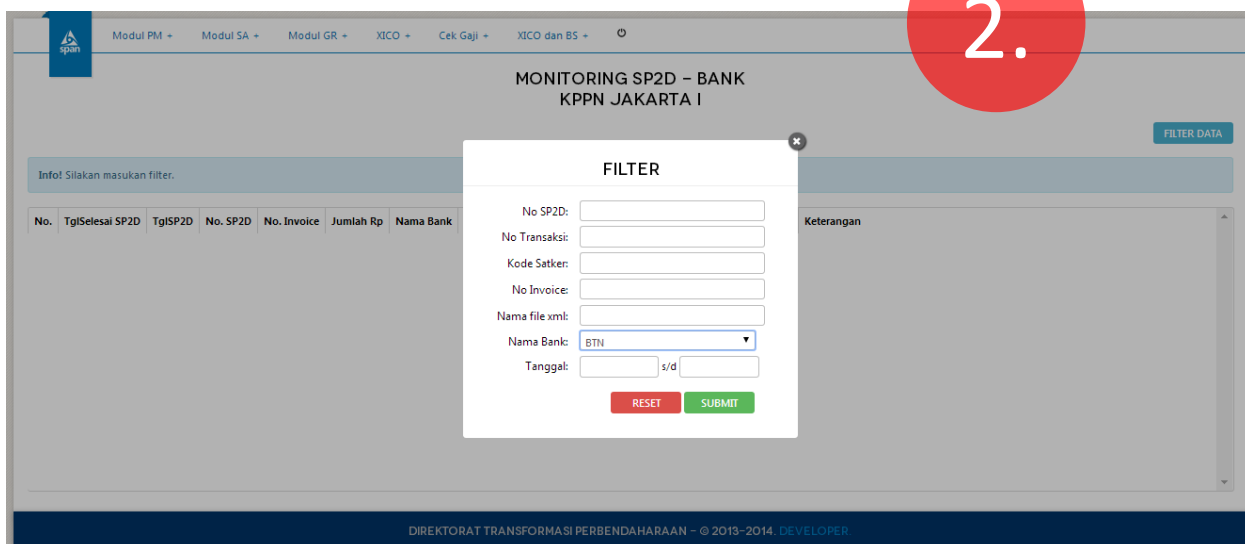 2.
span
Modul PM + Modul SA + Modul GR + XICO + Cek Gaji + XICO dan BS +
MONITORING SP2D – BANK
KPPN JAKARTA I
FILTER DATA
Info! Silakan masukan filter.
No. TglSelesai SP2D TglSP2D No. SP2D No. Invoice Jumlah Rp Nama Bank Keterangan
FILTER
No SP2D:
No Transaksi:
Kode Satker:
No Invoice:
Nama file xml:
Nama Bank: BTN
Tanggal: s/d
RESET SUBMIT
DIREKTORAT TRANSFORMASI PERBENDAHARAAN – © 2013-2014. DEVELOPER